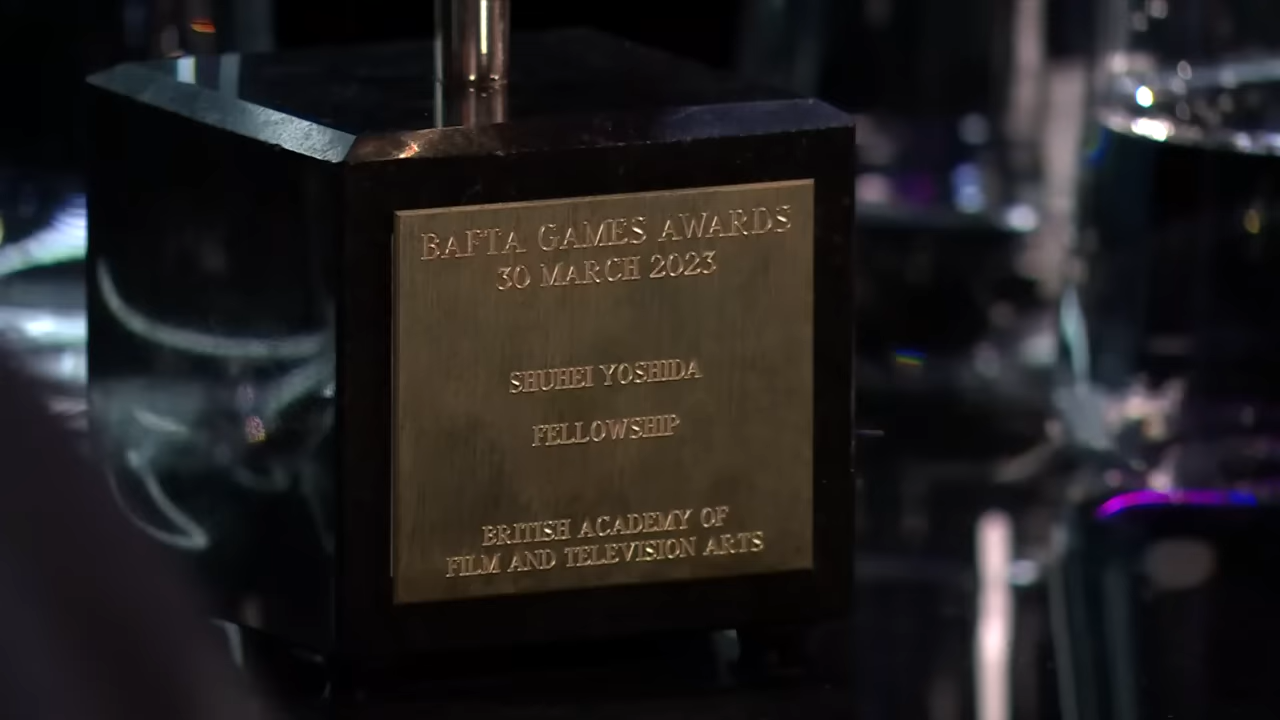 BAFTA GAMES AWARDS
30 MARCH 2023
SHUHEI YOSHIDA
FELLOWSHIP
BRITISH ACADEMY OF
FILM AND TELEVISION ARTS